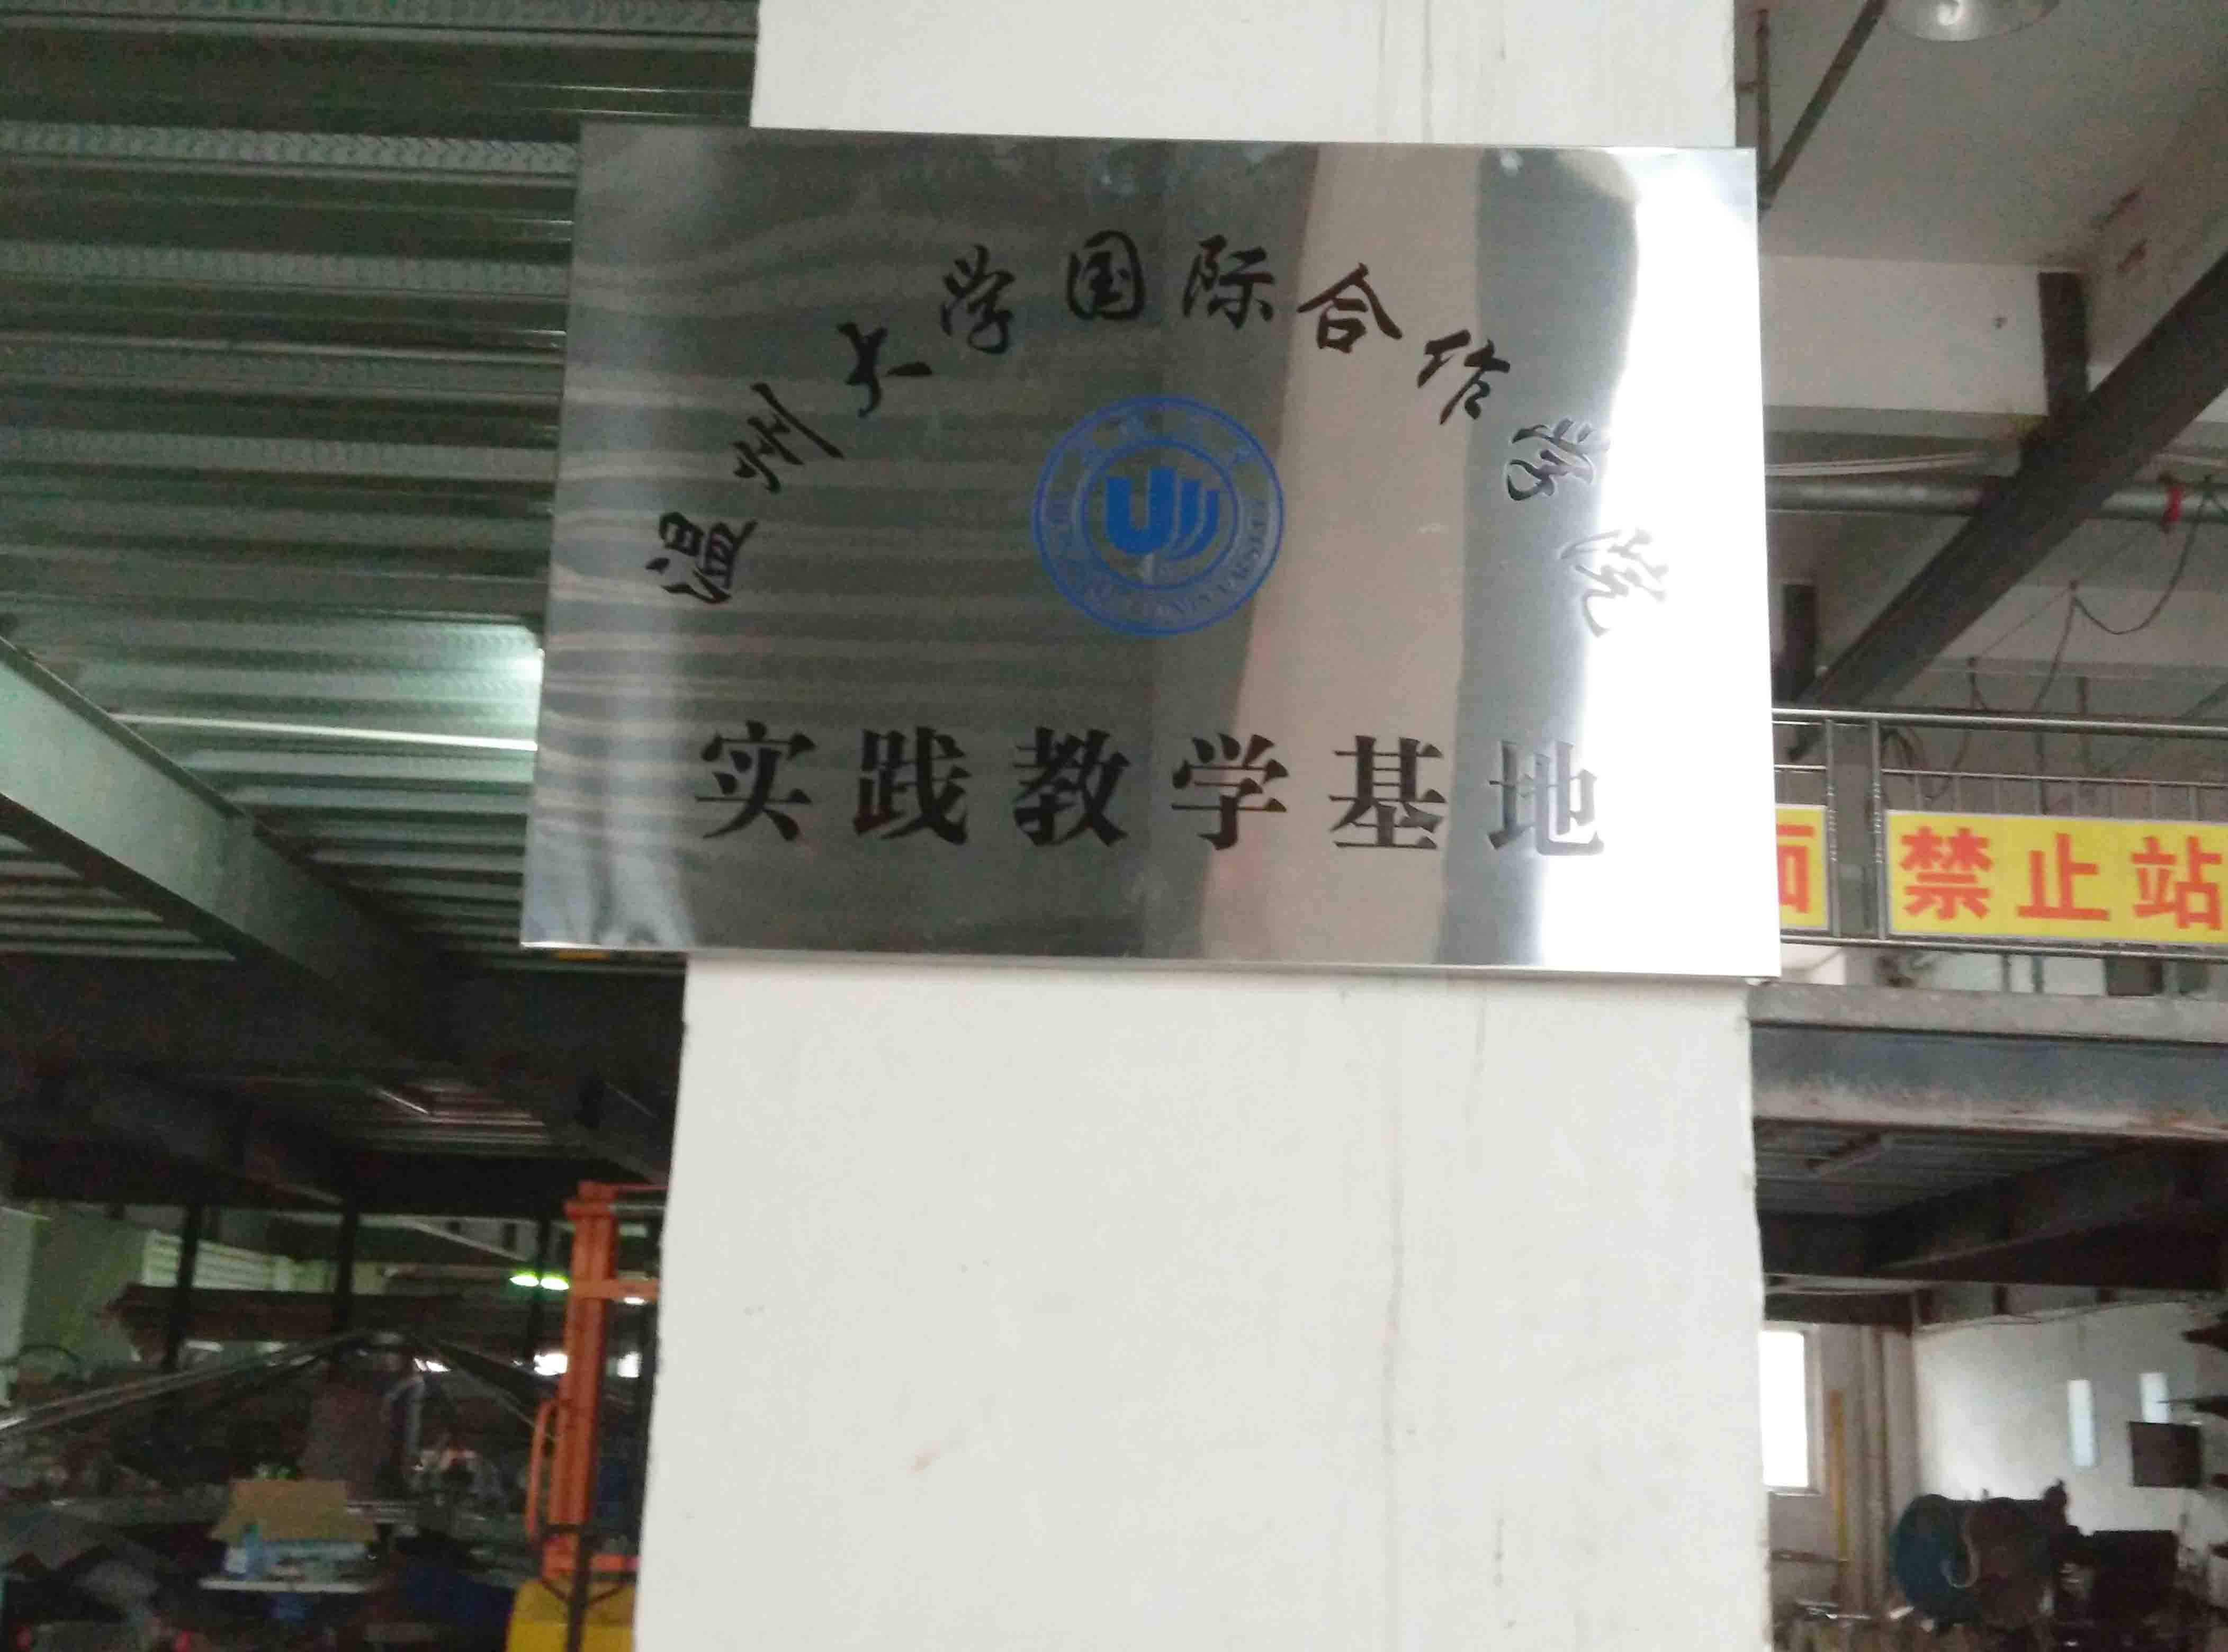 温州大学国际合作学院
实践教学基地
面
禁止站